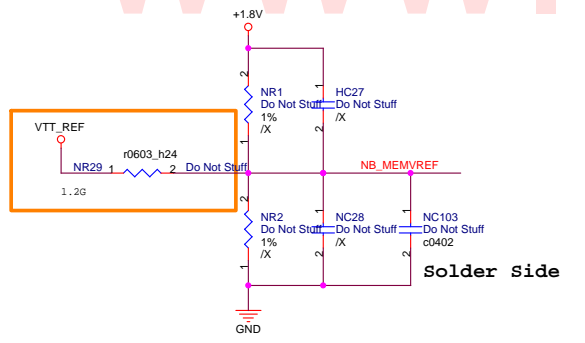 +1.8V
2
NR1
Do Not Stuff
1%
/X
1
1
HC27
Do Not Stuff
/X
2
VTT_REF
NR29
1
r0603_h24
2
Do Not Stuff
1.2G
NB_MEMVREF
2
NR2
Do Not Stuff
1%
/X
1
1
NC28
Do Not Stuff
/X
2
1
NC103
Do Not Stuff
c0402
2
Solder Side
GND